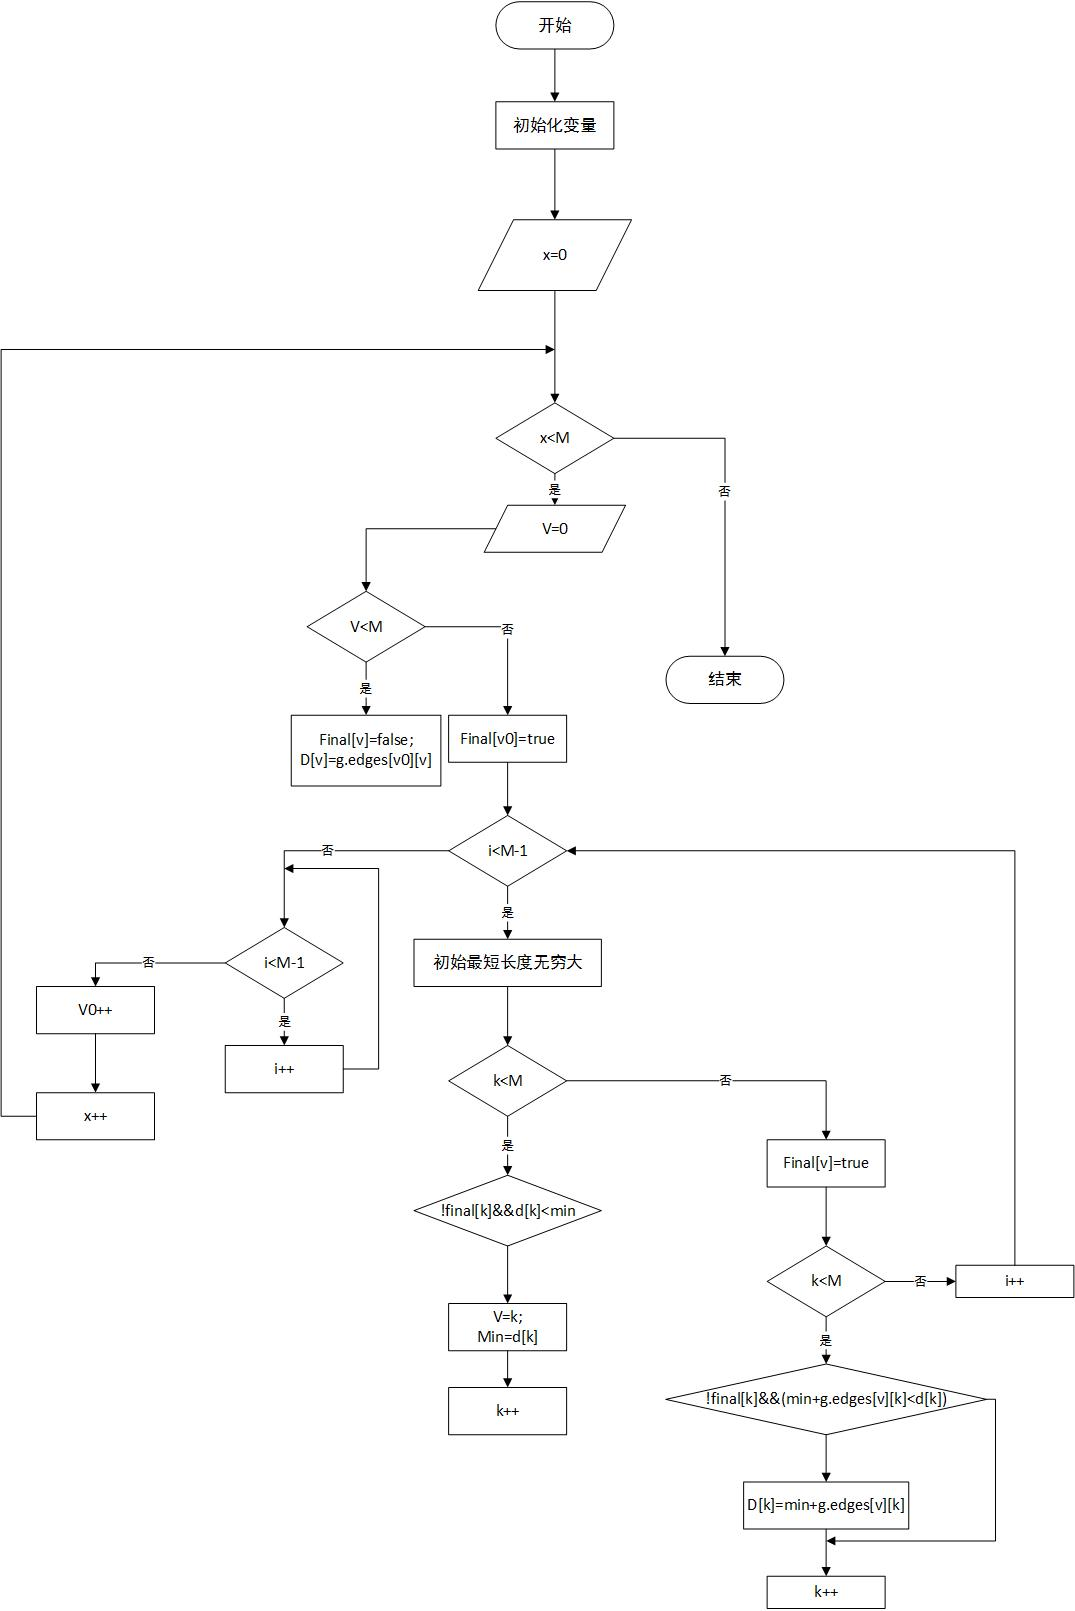 开始
初始化变量
x=0
x<M
是
否
V=0
V<M
否
是
结束
Final[v]=false;
D[v]=g.edges[v0][v]
Final[v0]=true
i<M-1
否
是
i<M-1
否
是
初始最短长度无穷大
V0++
i++
x++
k<M
否
是
Final[v]=true
!final[k]&&d[k]<min
k<M
否
i++
是
V=k;
Min=d[k]
k++
!final[k]&&(min+g.edges[v][k]<d[k])
D[k]=min+g.edges[v][k]
k++